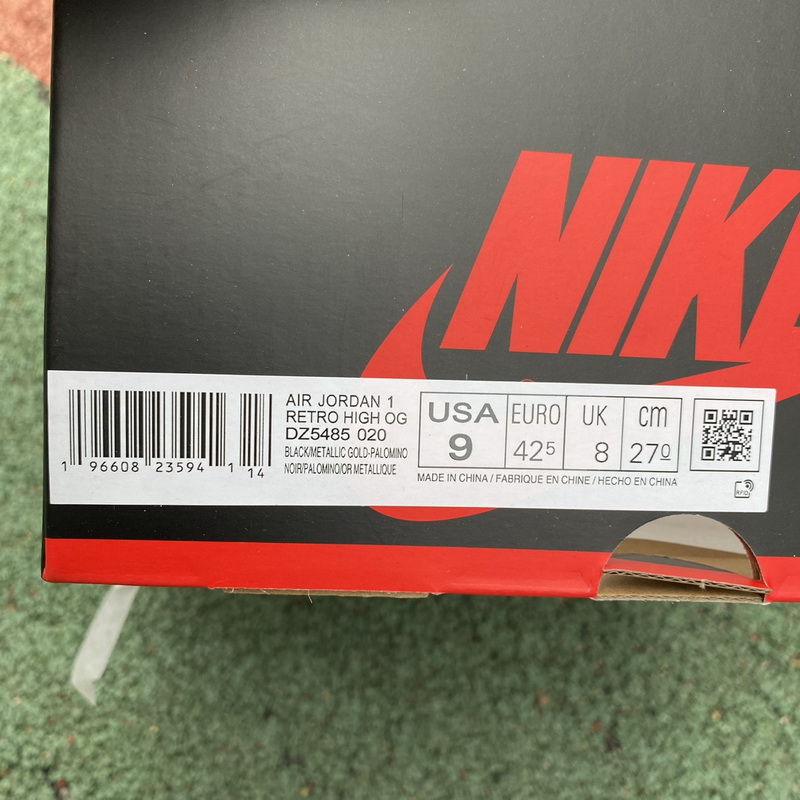 NIKE
AIR JORDAN 1
RETRO HIGH OG
DZ5485 020
BLACK/METALLIC GOLD-PALOMINO
NOIR/PALOMINO/OR METALLIQUE
1 96608 23594 1 14
USA EURO UK cm
9 425 8 270
MADE IN CHINA / FABRIQUE EN CHINE / HECHO EN CHINA
RFID